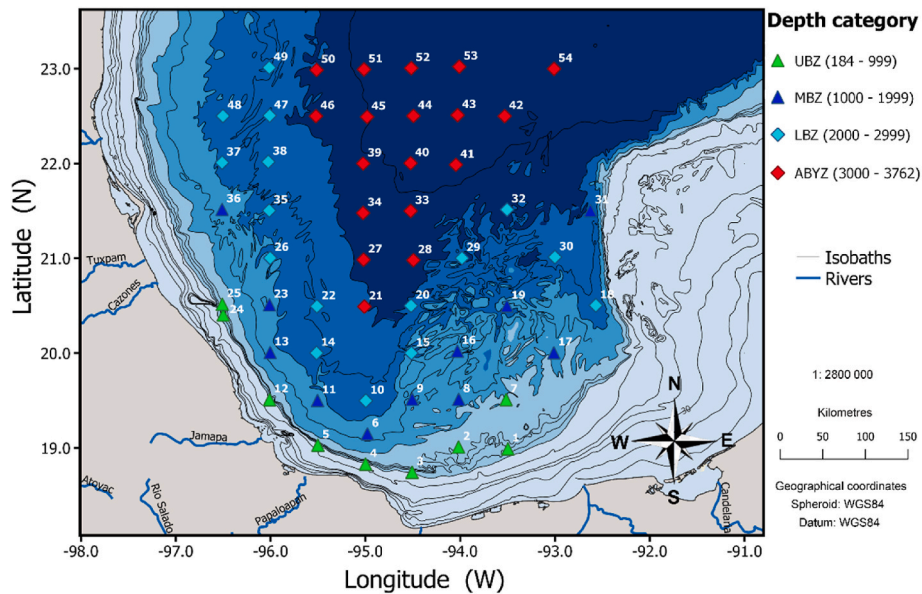 Depth category
UBZ (184 - 999)
MBZ (1000 - 1999)
LBZ (2000 - 2999)
ABYZ (3000 - 3762)
Isobaths
Rivers
1: 2800 000
Kilometres
0 50 100 150
Geographical coordinates
Spheroid: WGS84
Datum: WGS84
N
W E
S
Latitude (N)
23.0
22.0
21.0
20.0
19.0
49 50 51 52 53 54
48 47 46 45 44 43 42
37 38 39 40 41
36 35 34 33 32 31
26 27 28 29 30
25 23 22 21 20 19 18
24
13 14 15 16 17
12 11 10 9 8 7
6
5 4 3 2 1
Tuxpam
Cazones
Jamapa
Atoyac
Rio Salado
Papaloapan
Candelaria
-98.0 -97.0 -96.0 -95.0 -94.0 -93.0 -92.0 -91.0
Longitude (W)